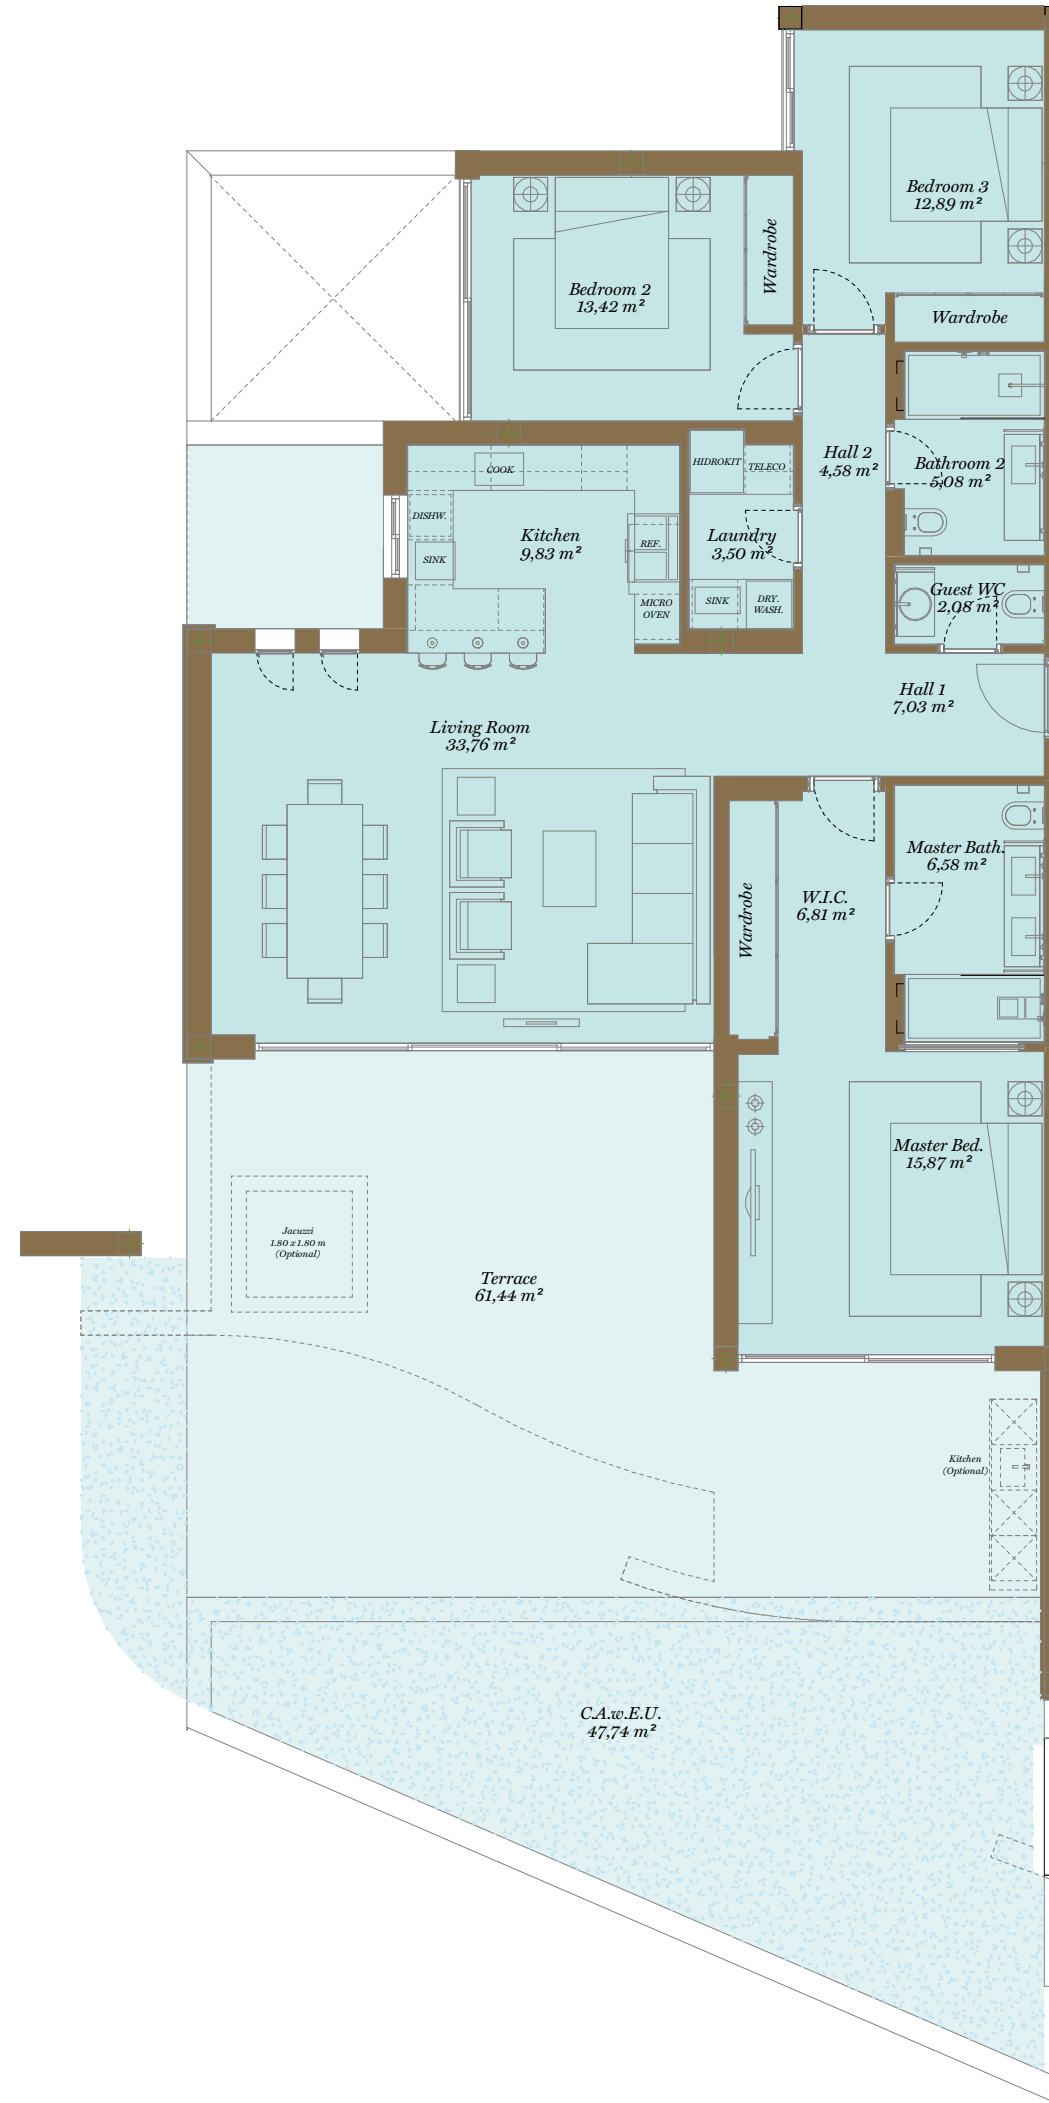 Bedroom 3
12,89 m²
Wardrobe
Bedroom 2
13,42 m²
Wardrobe
Hall 2
4,58 m²
Bathroom 2
5,08 m²
COOK
HIDROKIT
TELECO
DISHW.
SINK
Kitchen
9,83 m²
REF.
MICRO
OVEN
Laundry
3,50 m²
SINK
DRY.
WASH.
Guest WC
2,08 m²
Hall 1
7,03 m²
Living Room
33,76 m²
Master Bath.
6,58 m²
W.I.C.
6,81 m²
Wardrobe
Master Bed.
15,87 m²
Jacuzzi
1.80 x 1.80 m
(Optional)
Terrace
61,44 m²
Kitchen
(Optional)
C.A.w.E.U.
47,74 m²